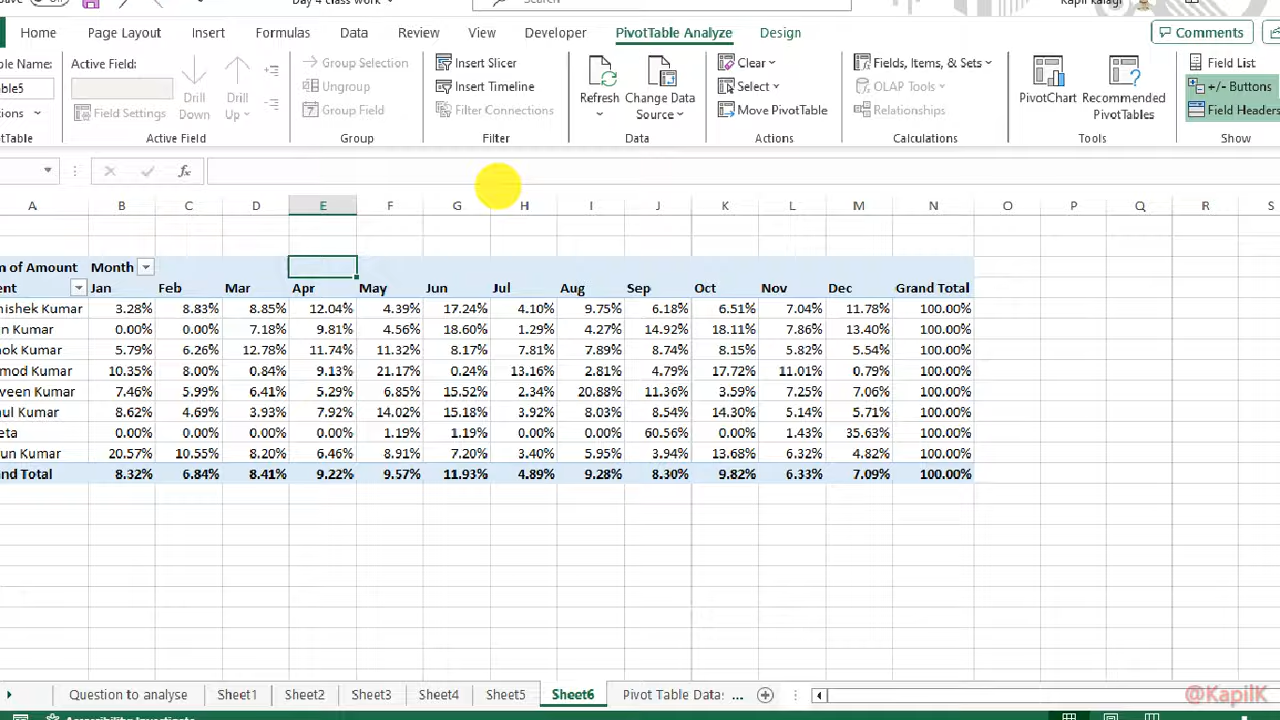 Day 4 class work
Search
Kapil kalagi
Home Page Layout Insert Formulas Data Review View Developer PivotTable Analyze Design Comments
Name: Active Field: Group Selection Insert Slicer Clear Fields, Items, & Sets Field List
Ungroup Insert Timeline Select OLAP Tools +/- Buttons
Drill Down Drill Up Refresh Change Data Source PivotChart Recommended PivotTables
Field Settings Group Field Filter Connections Move PivotTable Relationships Field Headers
Active Field Group Filter Data Actions Calculations Tools Show
fx
A B C D E F G H I J K L M N O P Q R S
of Amount Month
Jan Feb Mar Apr May Jun Jul Aug Sep Oct Nov Dec Grand Total
Kumar 3.28% 8.83% 8.85% 12.04% 4.39% 17.24% 4.10% 9.75% 6.18% 6.51% 7.04% 11.78% 100.00%
Kumar 0.00% 0.00% 7.18% 9.81% 4.56% 18.60% 1.29% 4.27% 14.92% 18.11% 7.86% 13.40% 100.00%
Kumar 5.79% 6.26% 12.78% 11.74% 11.32% 8.17% 7.81% 7.89% 8.74% 8.15% 5.82% 5.54% 100.00%
Kumar 10.35% 8.00% 0.84% 9.13% 21.17% 0.24% 13.16% 2.81% 4.79% 17.72% 11.01% 0.79% 100.00%
Kumar 7.46% 5.99% 6.41% 5.29% 6.85% 15.52% 2.34% 20.88% 11.36% 3.59% 7.25% 7.06% 100.00%
Kumar 8.62% 4.69% 3.93% 7.92% 14.02% 15.18% 3.92% 8.03% 8.54% 14.30% 5.14% 5.71% 100.00%
0.00% 0.00% 0.00% 0.00% 1.19% 1.19% 0.00% 0.00% 60.56% 0.00% 1.43% 35.63% 100.00%
Kumar 20.57% 10.55% 8.20% 6.46% 8.91% 7.20% 3.40% 5.95% 3.94% 13.68% 6.32% 4.82% 100.00%
Total 8.32% 6.84% 8.41% 9.22% 9.57% 11.93% 4.89% 9.28% 8.30% 9.82% 6.33% 7.09% 100.00%
Question to analyse Sheet1 Sheet2 Sheet3 Sheet4 Sheet5 Sheet6 Pivot Table Data: ...
@KapilK